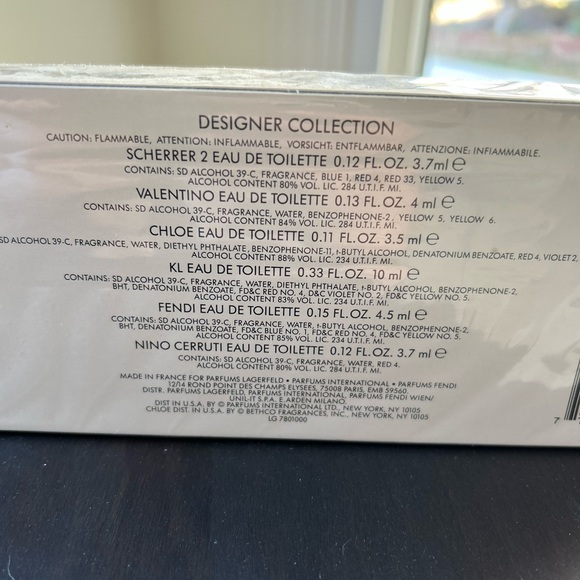 DESIGNER COLLECTION
CAUTION: FLAMMABLE, ATTENTION: INFLAMMABLE, VORSICHT: ENTFLAMMBAR, ATTENZIONE: INFIAMMABILE.
SCHERRER 2 EAU DE TOILETTE 0.12 FL.OZ. 3.7ml ℮
CONTAINS: SD ALCOHOL 39-C, FRAGRANCE, BLUE 1, RED 4, RED 33, YELLOW 5.
ALCOHOL CONTENT 80% VOL. LIC. 284 U.T.I.F. MI.
VALENTINO EAU DE TOILETTE 0.13 FL.OZ. 4 ml ℮
CONTAINS: SD ALCOHOL 39-C, FRAGRANCE, WATER, BENZOPHENONE-2, YELLOW 5, YELLOW 6.
ALCOHOL CONTENT 84% VOL. LIC. 284 U.T.I.F. MI.
CHLOE EAU DE TOILETTE 0.11 FL.OZ. 3.5 ml ℮
SD ALCOHOL 39-C, FRAGRANCE, WATER, DIETHYL PHTHALATE, BENZOPHENONE-11, t-BUTYL ALCOHOL, DENATONIUM BENZOATE, RED 4, VIOLET 2,
ALCOHOL CONTENT 88% VOL. LIC. 234 U.T.I.F. MI.
KL EAU DE TOILETTE 0.33 FL.OZ. 10 ml ℮
CONTAINS: SD ALCOHOL 39-C, FRAGRANCE, WATER, DIETHYL PHTHALATE, t-BUTYL ALCOHOL, BENZOPHENONE-2,
BHT, DENATONIUM BENZOATE, FD&C RED NO. 4, D&C VIOLET NO. 2, FD&C YELLOW NO. 5.
ALCOHOL CONTENT 83% VOL. LIC. 234 U.T.I.F. MI.
FENDI EAU DE TOILETTE 0.15 FL.OZ. 4.5 ml ℮
CONTAINS: SD ALCOHOL 39-C, FRAGRANCE, WATER, t-BUTYL ALCOHOL, BENZOPHENONE-2,
BHT, DENATONIUM BENZOATE, FD&C BLUE NO. 1, FD&C RED NO. 4, FD&C YELLOW NO. 5.
ALCOHOL CONTENT 85% VOL. LIC. 234 U.T.I.F. MI.
NINO CERRUTI EAU DE TOILETTE 0.12 FL.OZ. 3.7 ml ℮
CONTAINS: SD ALCOHOL 39-C, FRAGRANCE, WATER, RED 4.
ALCOHOL CONTENT 80% VOL. LIC. 284 U.T.I.F. MI.
MADE IN FRANCE FOR PARFUMS LAGERFELD • PARFUMS INTERNATIONAL • PARFUMS FENDI
12/14 ROND POINT DES CHAMPS ELYSEES, 75008 PARIS, EMB 59560.
DISTR. PARFUMS LAGERFELD, PARFUMS INTERNATIONAL, PARFUMS FENDI WIEN/
UNIL-IT S.P.A. E.ARDEN MILANO.
DIST IN U.S.A. BY © PARFUMS INTERNATIONAL LTD., NEW YORK, NY 10105
CHLOE DIST. IN U.S.A. BY © BETHCO FRAGRANCES, INC., NEW YORK, NY 10105
LG 7801000
7